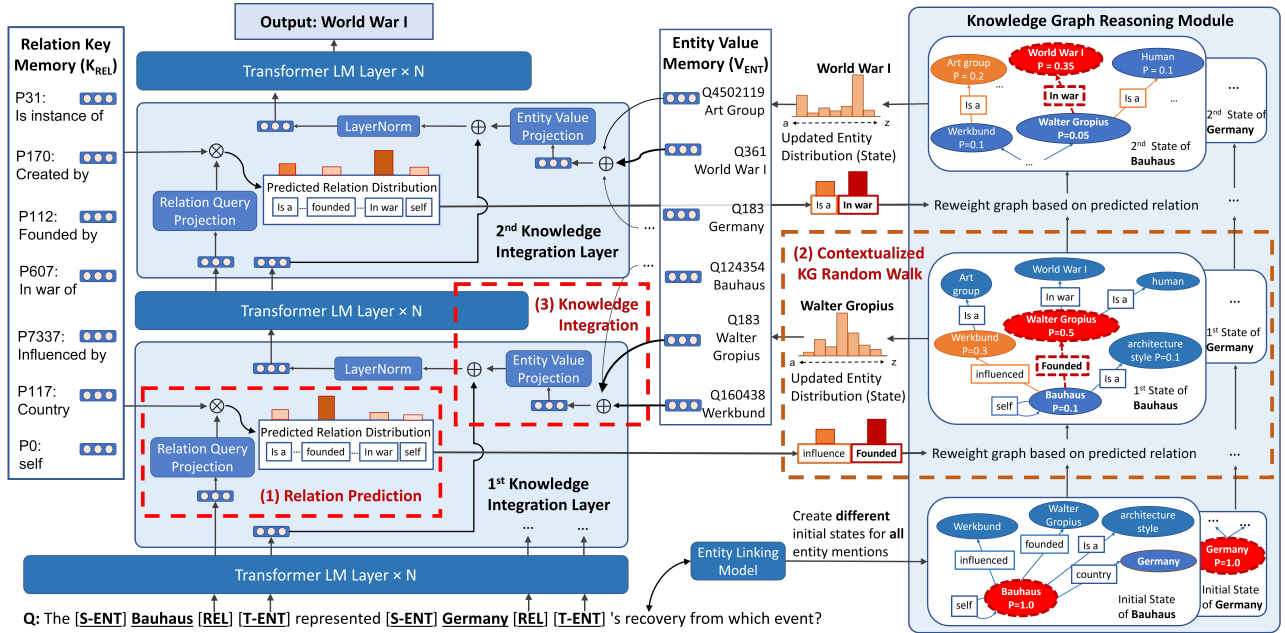 Output: World War I
Relation Key
Memory (K_REL)
P31:
Is instance of
P170:
Created by
P112:
Founded by
P607:
In war of
P7337:
Influenced by
P117:
Country
P0:
self
Transformer LM Layer × N
LayerNorm
Entity Value
Projection
Relation Query
Projection
Predicted Relation Distribution
Is a ... founded ... In war self
2nd Knowledge
Integration Layer
Transformer LM Layer × N
(3) Knowledge
Integration
LayerNorm
Entity Value
Projection
Relation Query
Projection
Predicted Relation Distribution
Is a ... founded ... In war self
(1) Relation Prediction
1st Knowledge
Integration Layer
... ...
Transformer LM Layer × N
Q: The [S-ENT] Bauhaus [REL] [T-ENT] represented [S-ENT] Germany [REL] [T-ENT] 's recovery from which event?
Entity Value
Memory (V_ENT)
Q4502119
Art Group
Q361
World War I
Q183
Germany
...
Q124354
Bauhaus
...
Q183
Walter
Gropius
Q160438
Werkbund
World War I
a z
Updated Entity
Distribution (State)
Is a In war
(2) Contextualized
KG Random Walk
Walter Gropius
a z
Updated Entity
Distribution (State)
influence Founded
Create different
initial states for all
entity mentions
Entity Linking
Model
Knowledge Graph Reasoning Module
Art group
P = 0.2
World War I
P = 0.35
Human
P = 0.1
Is a
...
In war
Is a
...
Werkbund
P=0.1
Walter Gropius
P=0.05
...
2nd State of
Bauhaus
...
2nd State of
Germany
...
Reweight graph based on predicted relation
Art
group
World War I
human
Is a
In war
Is a
Werkbund
P=0.3
Walter Gropius
P=0.5
architecture
style P=0.1
influenced
Founded
Is a
self
Bauhaus
P=0.1
1st State of
Bauhaus
...
1st State of
Germany
Reweight graph based on predicted relation
...
Werkbund
Walter
Gropius
architecture
style
influenced
founded
Is a
country
Germany
self
Bauhaus
P=1.0
Initial State
of Bauhaus
... ...
Germany
P=1.0
Initial State
of Germany